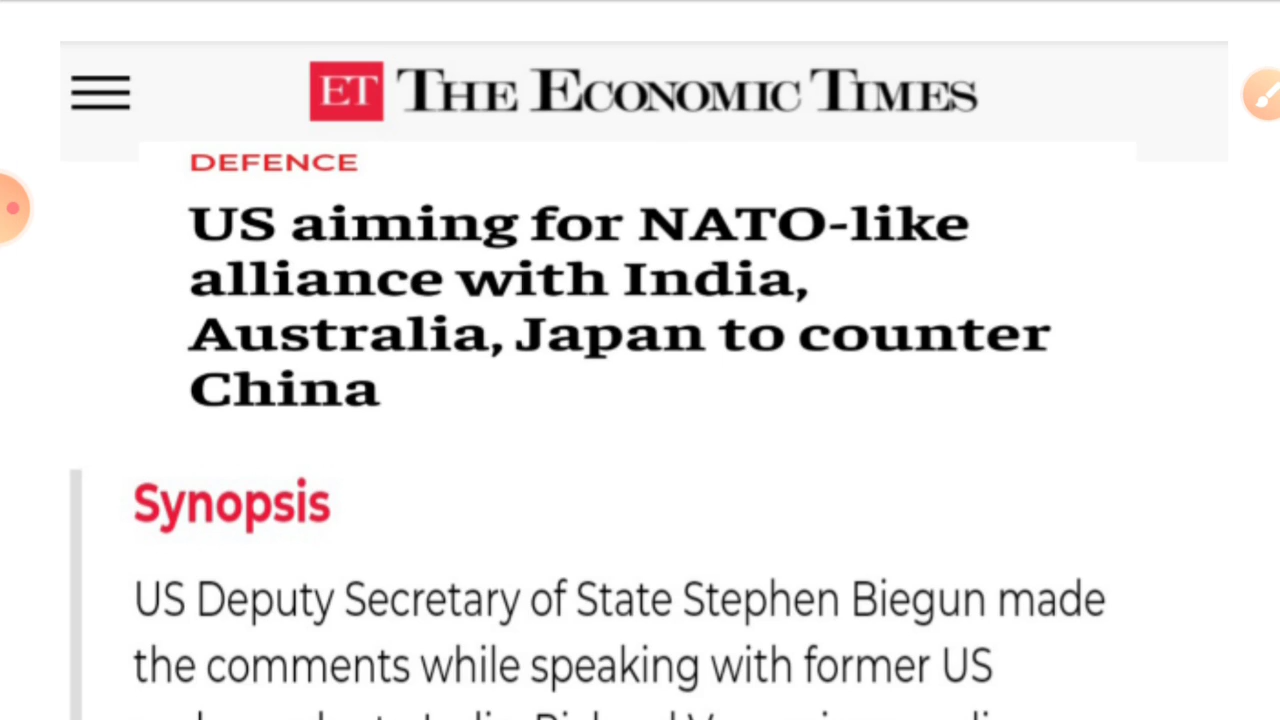 ET THE ECONOMIC TIMES
DEFENCE
US aiming for NATO-like
alliance with India,
Australia, Japan to counter
China
Synopsis
US Deputy Secretary of State Stephen Biegun made
the comments while speaking with former US